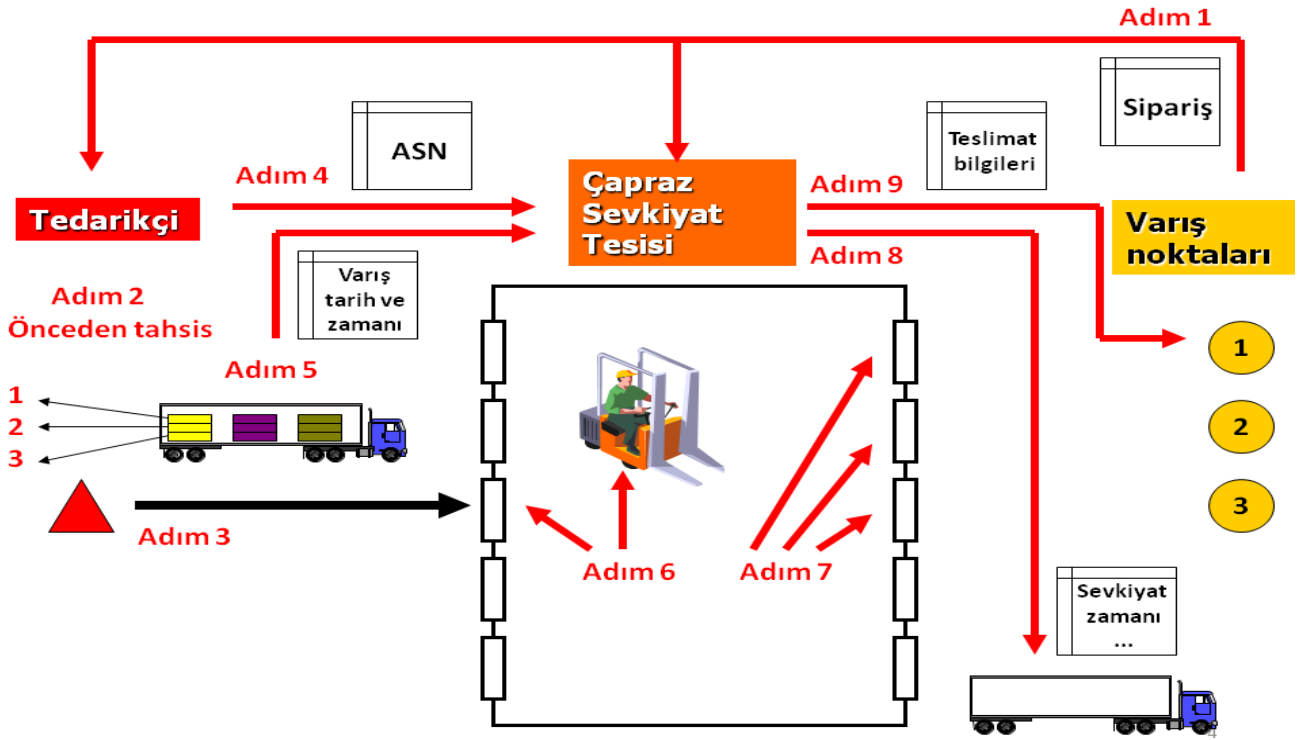 Adım 1
Sipariş
ASN
Teslimat
bilgileri
Adım 4
Çapraz
Sevkiyat
Tesisi
Adım 9
Tedarikçi
Varış
noktaları
Adım 8
Varış
tarih ve
zamanı
Adım 2
Önceden tahsis
Adım 5
1
2
3
1
2
3
Adım 3
Adım 6
Adım 7
Sevkiyat
zamanı
...
4